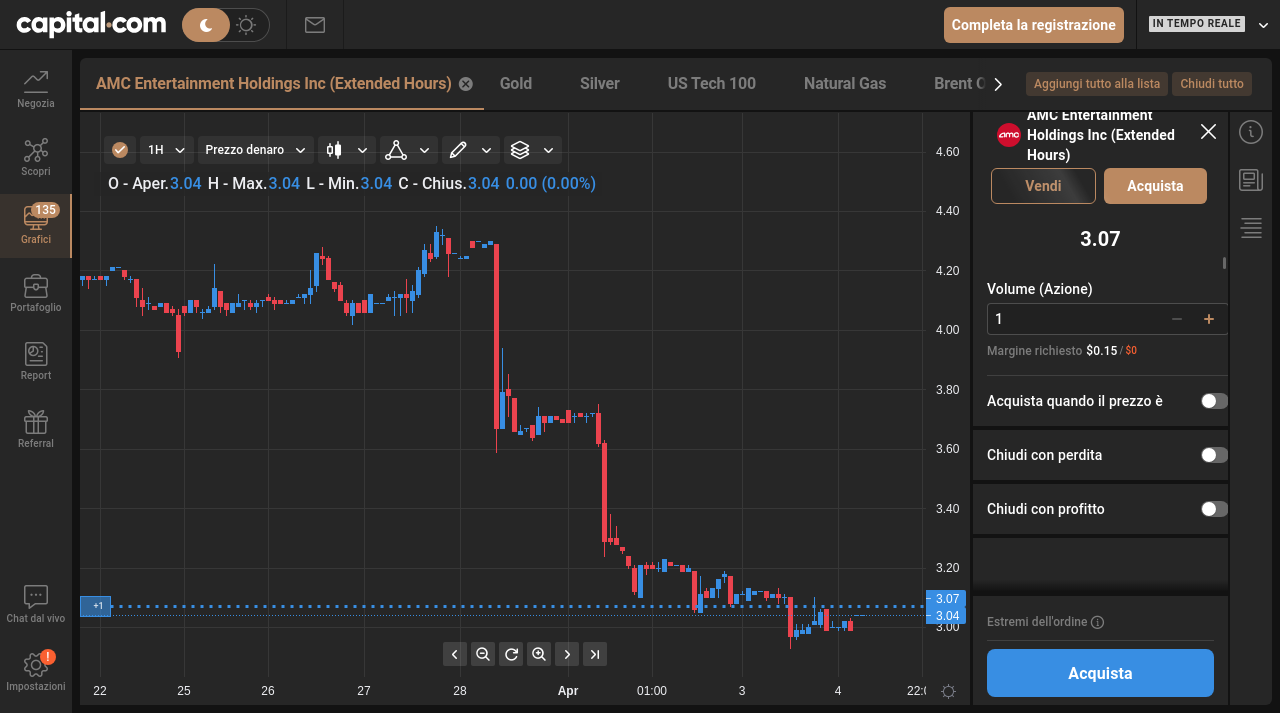 capital.com
Completa la registrazione
IN TEMPO REALE
AMC Entertainment Holdings Inc (Extended Hours)
Gold
Silver
US Tech 100
Natural Gas
Brent
Aggiungi tutto alla lista
Chiudi tutto
Negozia
Scopri
135
Grafici
Portafoglio
Report
Referral
Chat dal vivo
!
Impostazioni
1H
Prezzo denaro
O - Aper.3.04 H - Max.3.04 L - Min.3.04 C - Chius.3.04 0.00 (0.00%)
4.60
4.40
4.20
4.00
3.80
3.60
3.40
3.20
3.07
3.04
3.00
+1
22
25
26
27
28
Apr
01:00
3
4
AMC Entertainment
Holdings Inc (Extended
Hours)
amc
Vendi
Acquista
3.07
Volume (Azione)
1
Margine richiesto $0.15 / $0
Acquista quando il prezzo è
Chiudi con perdita
Chiudi con profitto
Estremi dell'ordine
Acquista